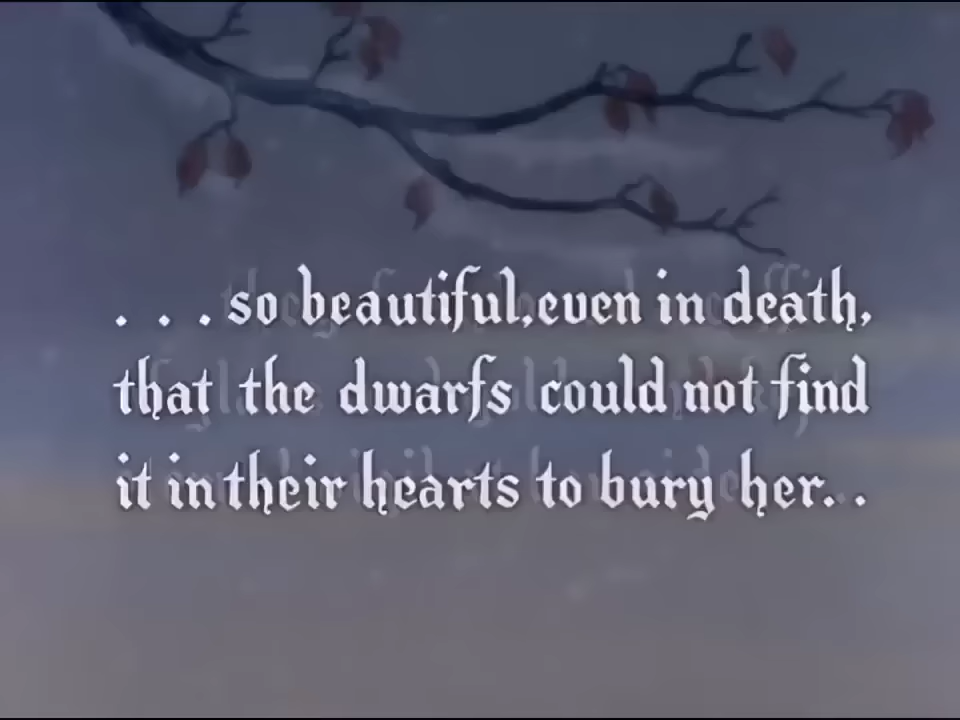 . . . so beautiful, even in death,
that the dwarfs could not find
it in their hearts to bury her. .